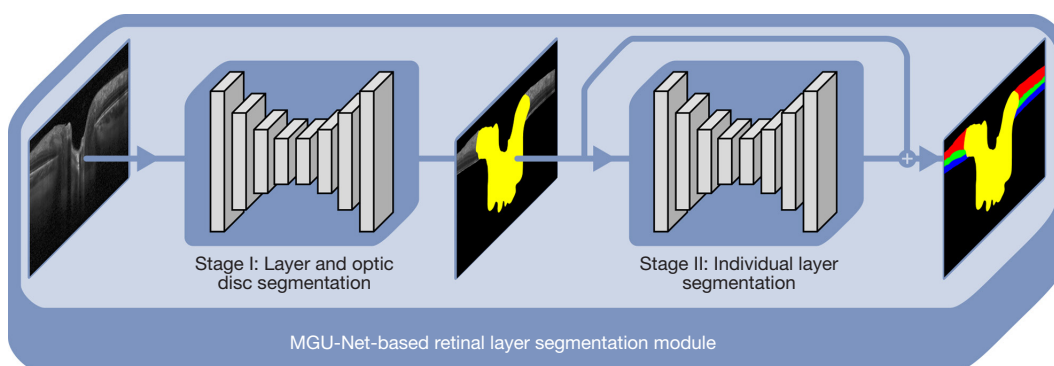 Stage I: Layer and optic
disc segmentation
Stage II: Individual layer
segmentation
MGU-Net-based retinal layer segmentation module